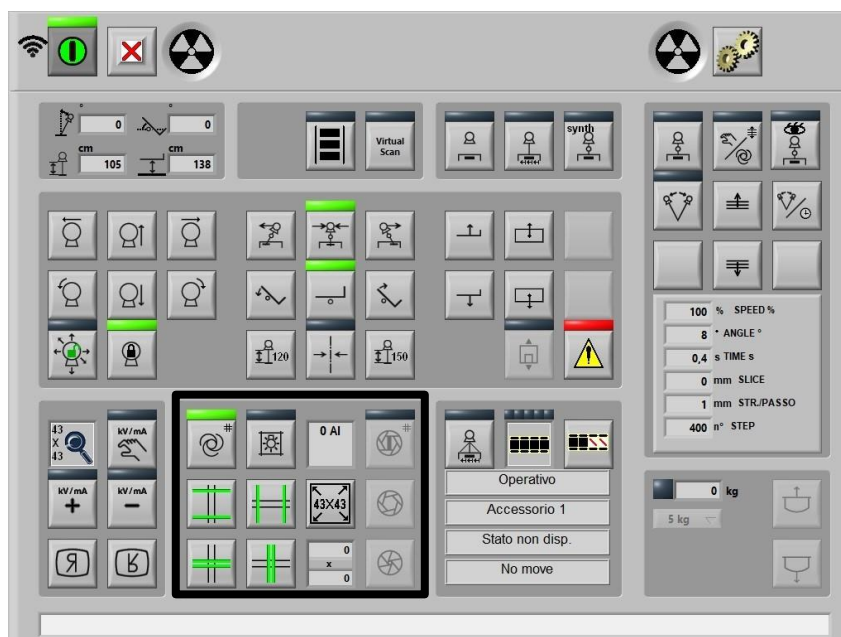 ° °
0 0
cm cm
105 138
Virtual
Scan
synth
120
150
100 % SPEED %
8 ° ANGLE °
0,4 s TIME s
0 mm SLICE
1 mm STR./PASSO
400 n° STEP
43
X
43
kV/mA
# 0 Al #
kV/mA
+
kV/mA
−
43X43
R
R
0
x
0
Operativo
Accessorio 1
Stato non disp.
No move
0 kg
5 kg